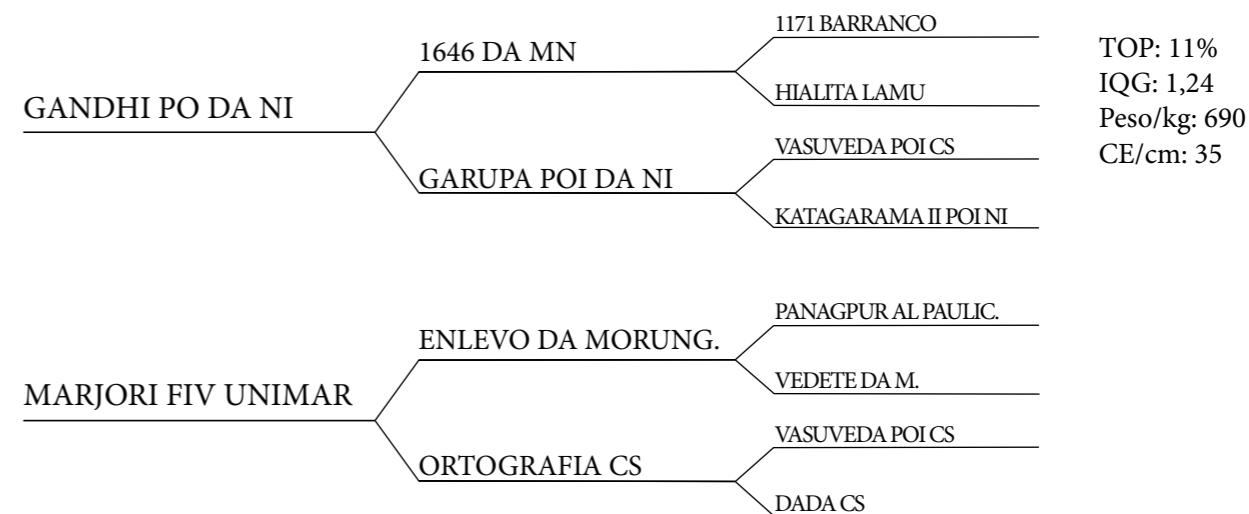 GANDHI PO DA NI
1646 DA MN
1171 BARRANCO
HIALITA LAMU
GARUPA POI DA NI
VASUVEDA POI CS
KATAGARAMA II POI NI
MARJORI FIV UNIMAR
ENLEVO DA MORUNG.
PANAGPUR AL PAULIC.
VEDETE DA M.
ORTOGRAFIA CS
VASUVEDA POI CS
DADA CS
TOP: 11%
IQG: 1,24
Peso/kg: 690
CE/cm: 35